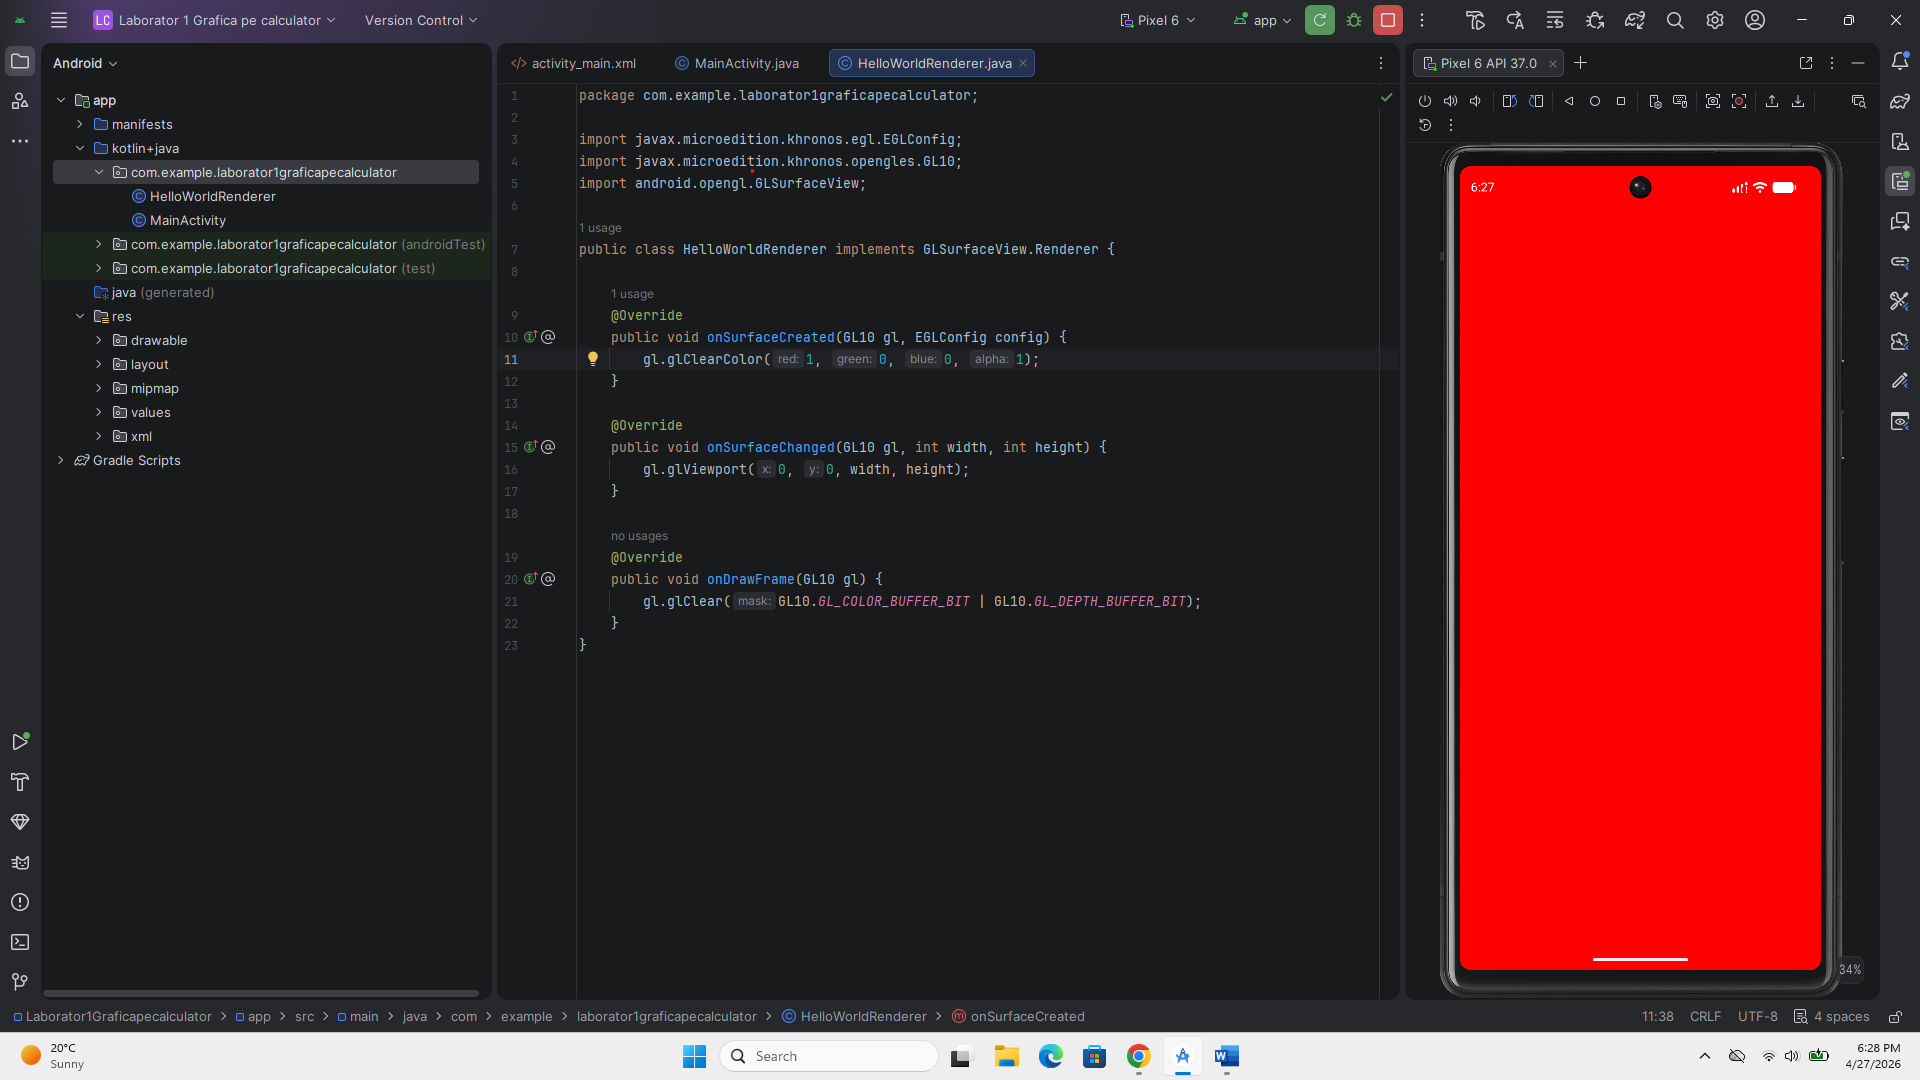 LC Laborator 1 Grafica pe calculator
Version Control
Pixel 6
app
Android
app
manifests
kotlin+java
com.example.laborator1graficapecalculator
HelloWorldRenderer
MainActivity
com.example.laborator1graficapecalculator (androidTest)
com.example.laborator1graficapecalculator (test)
java (generated)
res
drawable
layout
mipmap
values
xml
Gradle Scripts
activity_main.xml
MainActivity.java
HelloWorldRenderer.java
1 package com.example.laborator1graficapecalculator;
2
3 import javax.microedition.khronos.egl.EGLConfig;
4 import javax.microedition.khronos.opengles.GL10;
5 import android.opengl.GLSurfaceView;
6
1 usage
7 public class HelloWorldRenderer implements GLSurfaceView.Renderer {
8
1 usage
9 @Override
10 public void onSurfaceCreated(GL10 gl, EGLConfig config) {
11 gl.glClearColor( red: 1, green: 0, blue: 0, alpha: 1);
12 }
13
14 @Override
15 public void onSurfaceChanged(GL10 gl, int width, int height) {
16 gl.glViewport( x: 0, y: 0, width, height);
17 }
18
no usages
19 @Override
20 public void onDrawFrame(GL10 gl) {
21 gl.glClear( mask: GL10.GL_COLOR_BUFFER_BIT | GL10.GL_DEPTH_BUFFER_BIT);
22 }
23 }
Pixel 6 API 37.0
6:27
34%
Laborator1Graficapecalculator > app > src > main > java > com > example > laborator1graficapecalculator > HelloWorldRenderer > onSurfaceCreated
11:38 CRLF UTF-8 4 spaces
20°C
Sunny
Search
6:28 PM
4/27/2026